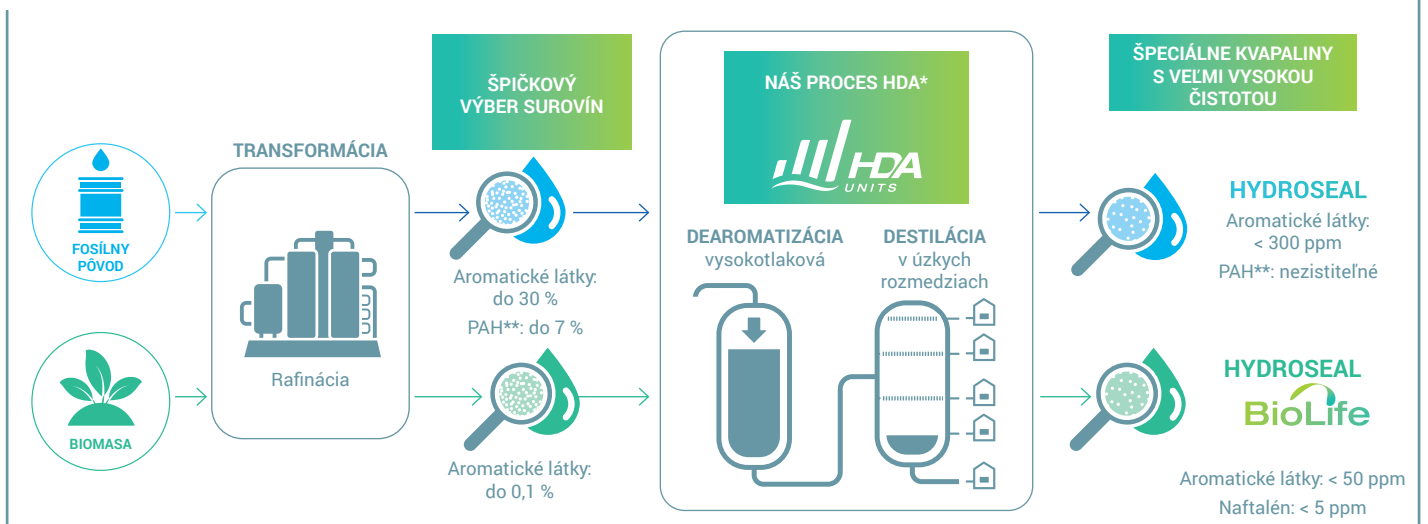 ŠPIČKOVÝ
VÝBER SUROVÍN
NÁŠ PROCES HDA*
HDA
UNITS
ŠPECIÁLNE KVAPALINY
S VEĽMI VYSOKOU
ČISTOTOU
TRANSFORMÁCIA
FOSÍLNY
PÔVOD
Rafinácia
BIOMASA
Aromatické látky:
do 30 %
PAH**: do 7 %
Aromatické látky:
do 0,1 %
DEAROMATIZÁCIA
vysokotlaková
DESTILÁCIA
v úzkych
rozmedziach
HYDROSEAL
Aromatické látky:
< 300 ppm
PAH**: nezistiteľné
HYDROSEAL
BioLife
Aromatické látky: < 50 ppm
Naftalén: < 5 ppm